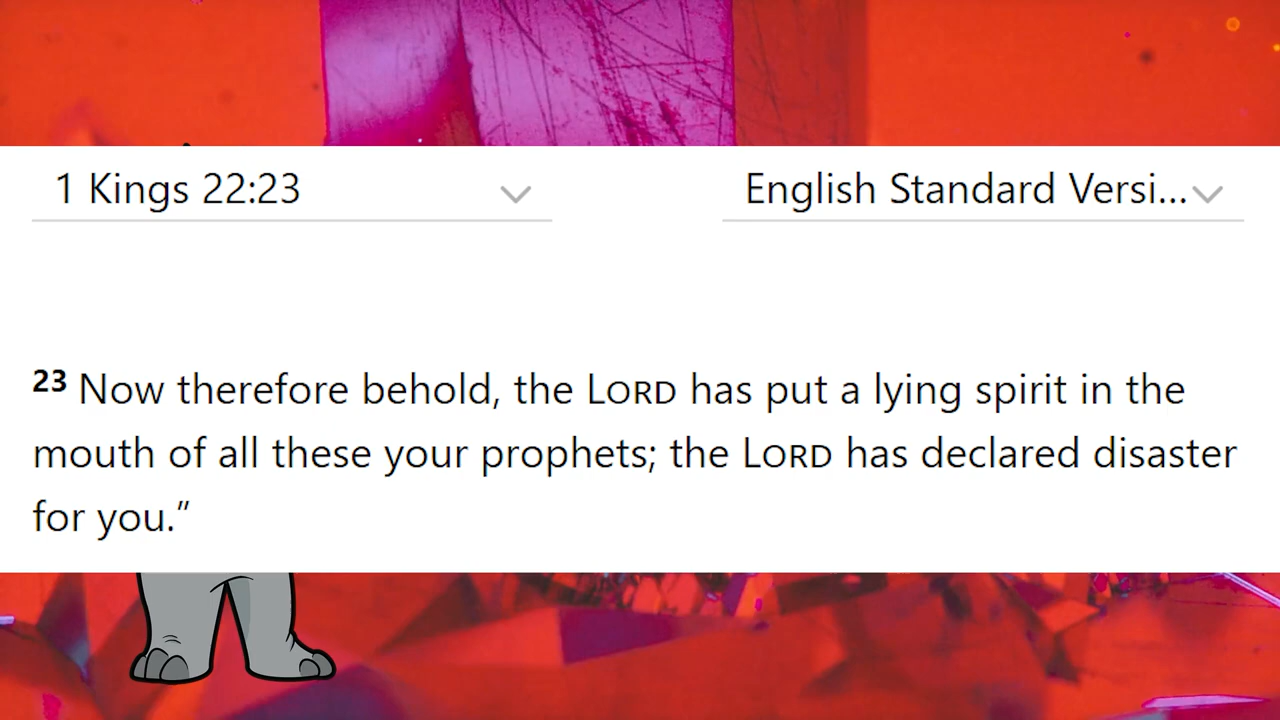 1 Kings 22:23
English Standard Versi...
23 Now therefore behold, the LORD has put a lying spirit in the
mouth of all these your prophets; the LORD has declared disaster
for you.”